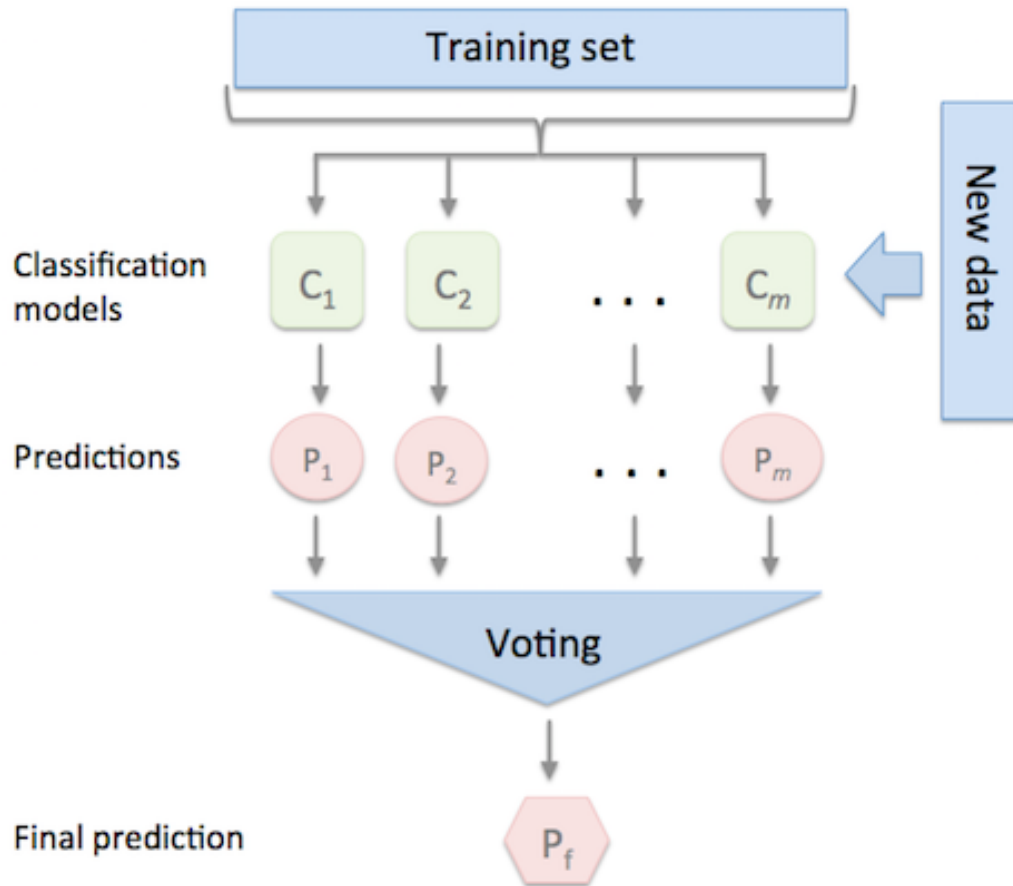 Training set
New data
Classification
models
C1 C2 . . . Cm
Predictions
P1 P2 . . . Pm
Voting
Final prediction
Pf